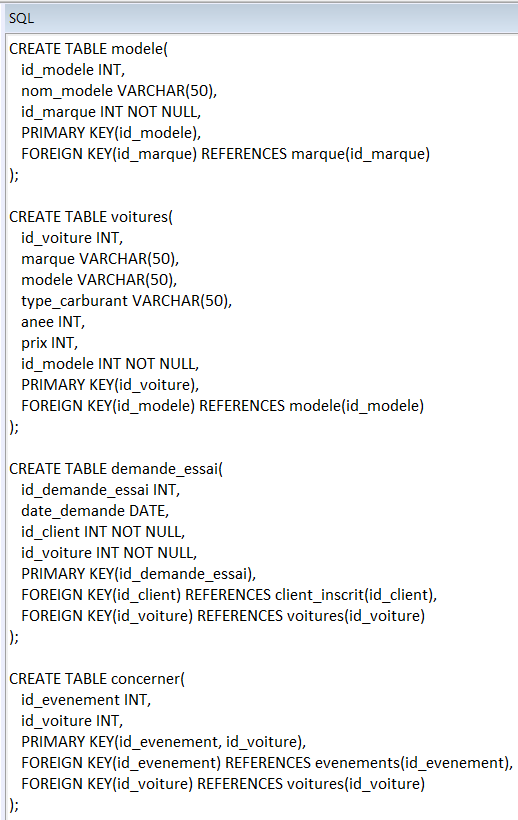 SQL
CREATE TABLE modele(
id_modele INT,
nom_modele VARCHAR(50),
id_marque INT NOT NULL,
PRIMARY KEY(id_modele),
FOREIGN KEY(id_marque) REFERENCES marque(id_marque)
);
CREATE TABLE voitures(
id_voiture INT,
marque VARCHAR(50),
modele VARCHAR(50),
type_carburant VARCHAR(50),
anee INT,
prix INT,
id_modele INT NOT NULL,
PRIMARY KEY(id_voiture),
FOREIGN KEY(id_modele) REFERENCES modele(id_modele)
);
CREATE TABLE demande_essai(
id_demande_essai INT,
date_demande DATE,
id_client INT NOT NULL,
id_voiture INT NOT NULL,
PRIMARY KEY(id_demande_essai),
FOREIGN KEY(id_client) REFERENCES client_inscrit(id_client),
FOREIGN KEY(id_voiture) REFERENCES voitures(id_voiture)
);
CREATE TABLE concerner(
id_evenement INT,
id_voiture INT,
PRIMARY KEY(id_evenement, id_voiture),
FOREIGN KEY(id_evenement) REFERENCES evenements(id_evenement),
FOREIGN KEY(id_voiture) REFERENCES voitures(id_voiture)
);